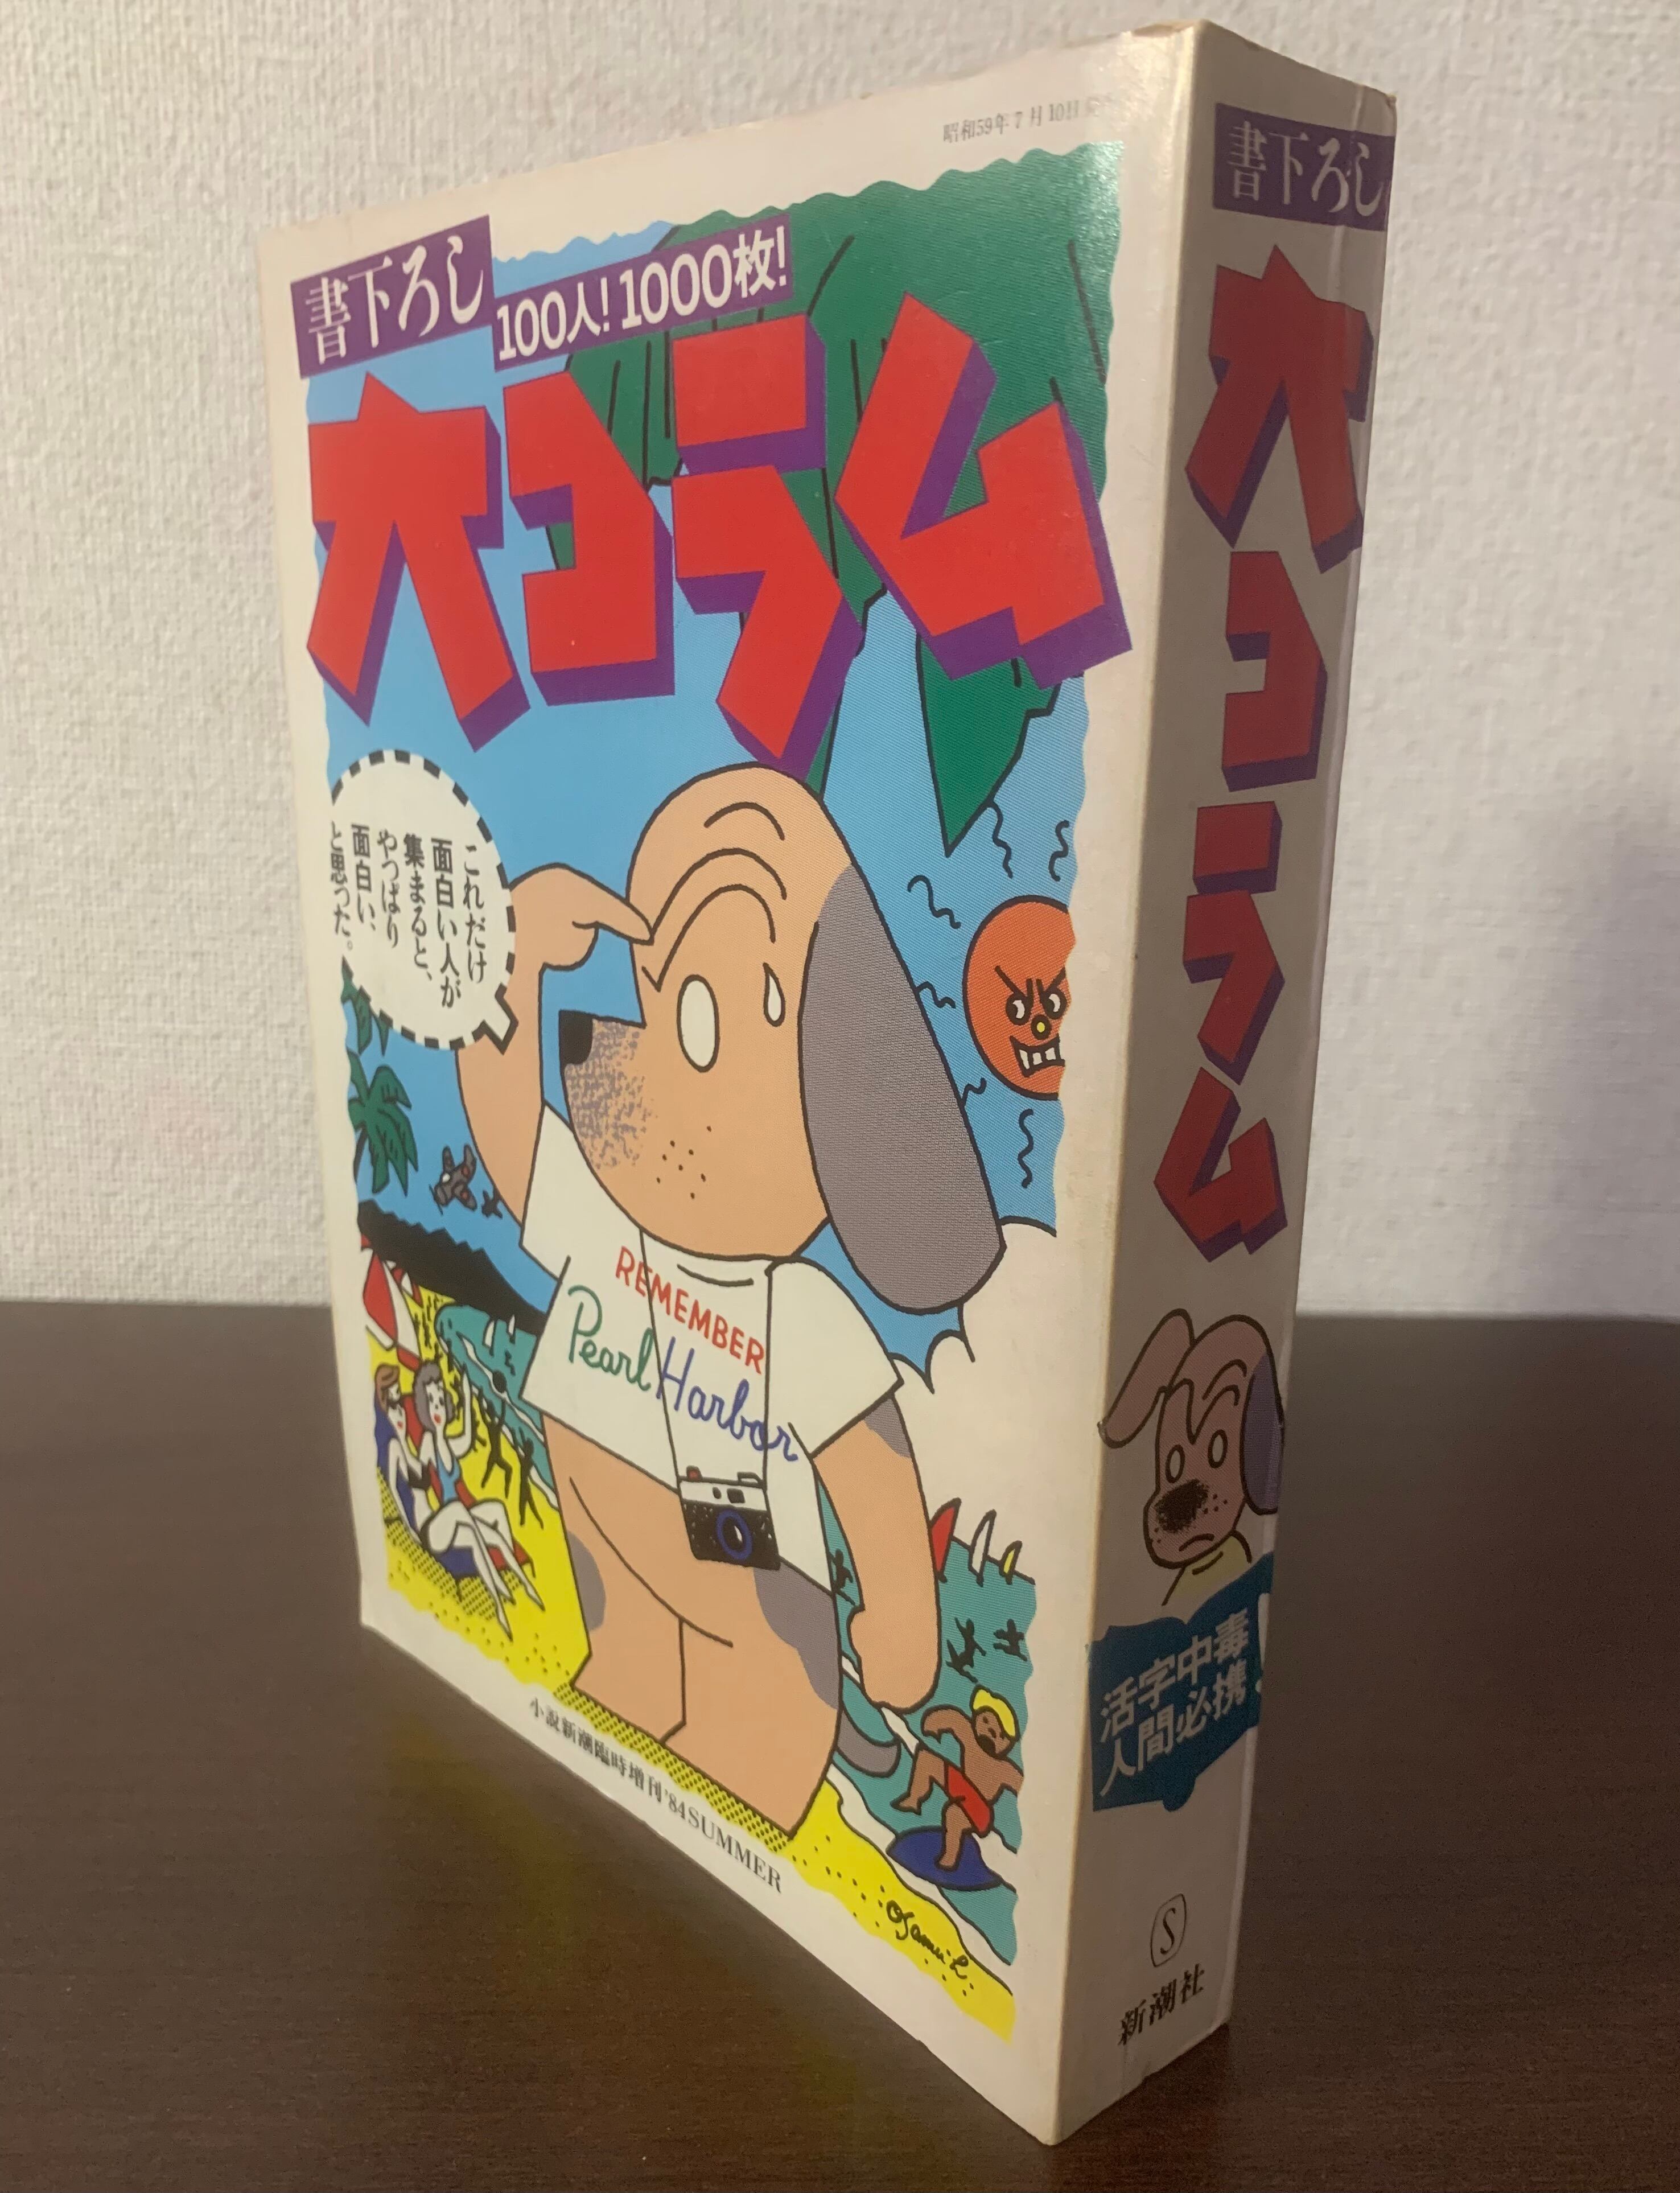 昭和59年7月10日
書下ろし
100人!1000枚!
大コラム
これだけ
面白い人が
集まると、
やっぱり
面白い、
と思った。
REMEMBER
Pearl Harbor
小説新潮臨時増刊'84SUMMER
Osamu.h
書下ろし
大コラム
活字中毒
人間必携!
S
新潮社